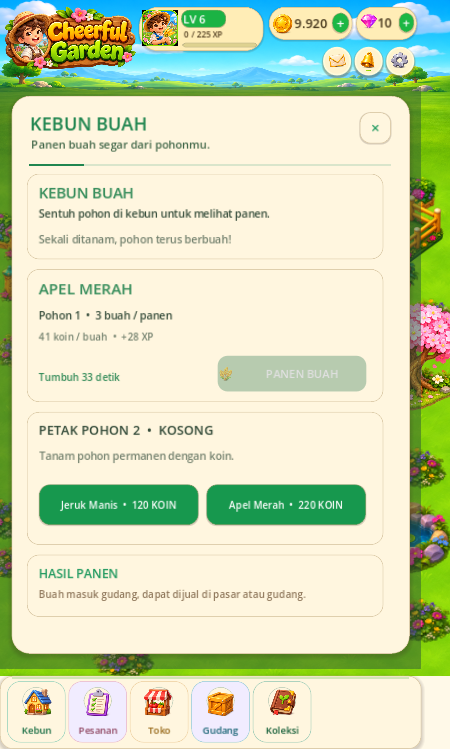 Cheerful
Garden
LV 6
0 / 225 XP
9.920
+
10
+
KEBUN BUAH
Panen buah segar dari pohonmu.
×
KEBUN BUAH
Sentuh pohon di kebun untuk melihat panen.
Sekali ditanam, pohon terus berbuah!
APEL MERAH
Pohon 1 • 3 buah / panen
41 koin / buah • +28 XP
Tumbuh 33 detik
PANEN BUAH
PETAK POHON 2 • KOSONG
Tanam pohon permanen dengan koin.
Jeruk Manis • 120 KOIN
Apel Merah • 220 KOIN
HASIL PANEN
Buah masuk gudang, dapat dijual di pasar atau gudang.
Kebun
Pesanan
Toko
Gudang
Koleksi